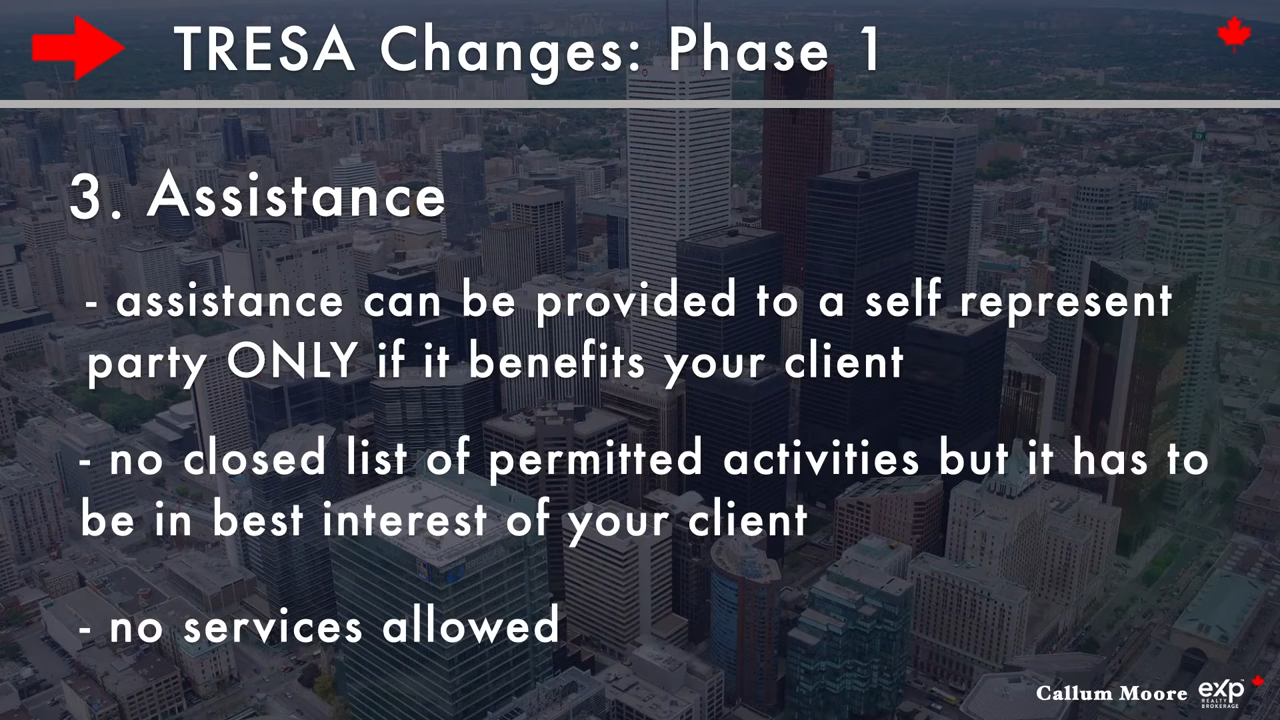 TRESA Changes: Phase 1
3. Assistance
- assistance can be provided to a self represent
party ONLY if it benefits your client
- no closed list of permitted activities but it has to
be in best interest of your client
- no services allowed
Callum Moore
eXp
REALTY
BROKERAGE